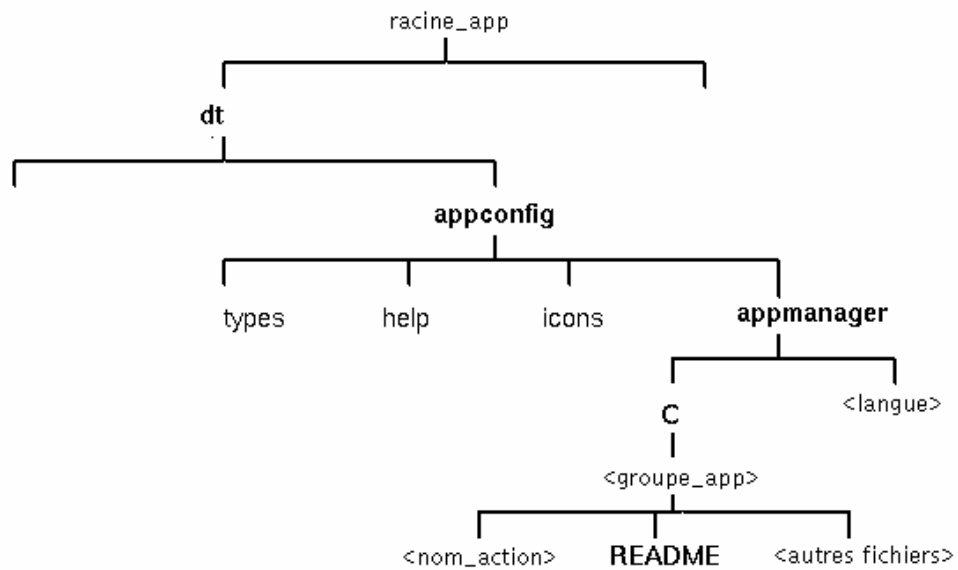 racine_app
dt
appconfig
types help icons appmanager
C <langue>
<groupe_app>
<nom_action> README <autres fichiers>